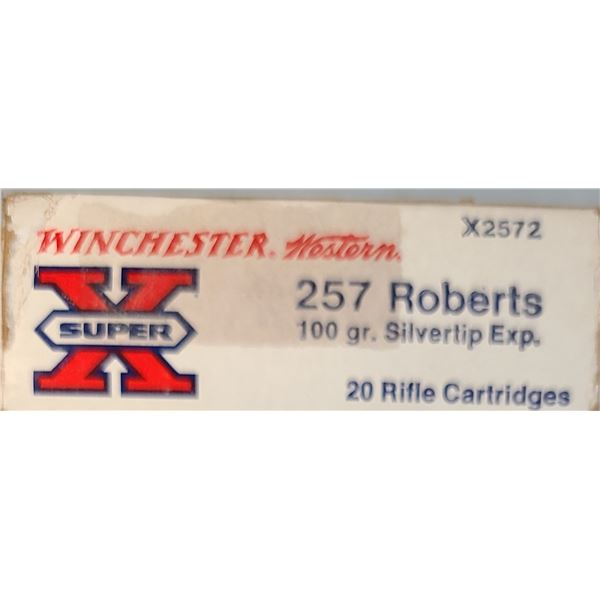 WINCHESTER. Western.
X2572
SUPER X
257 Roberts
100 gr. Silvertip Exp.
20 Rifle Cartridges